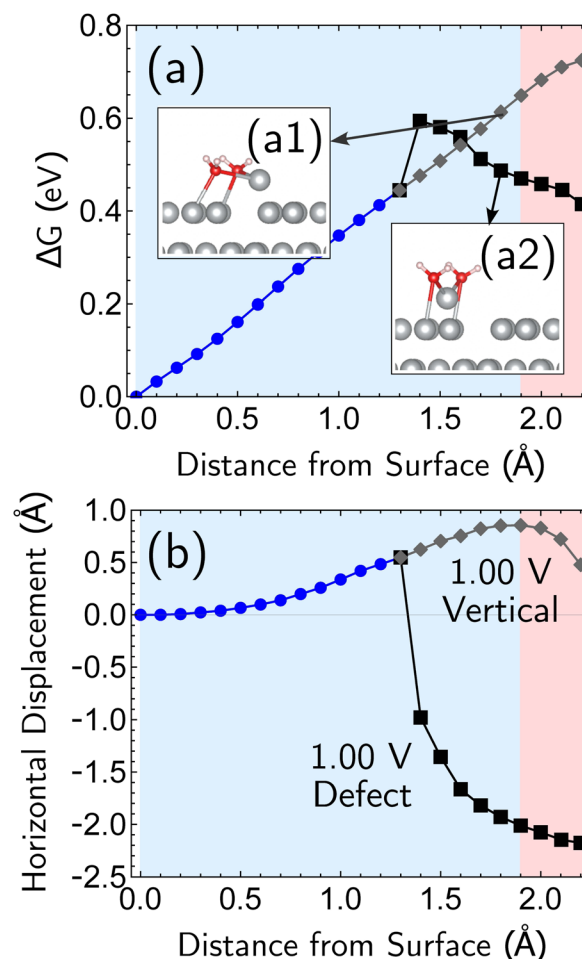 (a)
0.8
0.6
0.4
0.2
0.0
ΔG (eV)
(a1)
(a2)
0.0 0.5 1.0 1.5 2.0
Distance from Surface (Å)
(b)
1.0
0.5
0.0
-0.5
-1.0
-1.5
-2.0
-2.5
Horizontal Displacement (Å)
1.00 V
Vertical
1.00 V
Defect
0.0 0.5 1.0 1.5 2.0
Distance from Surface (Å)